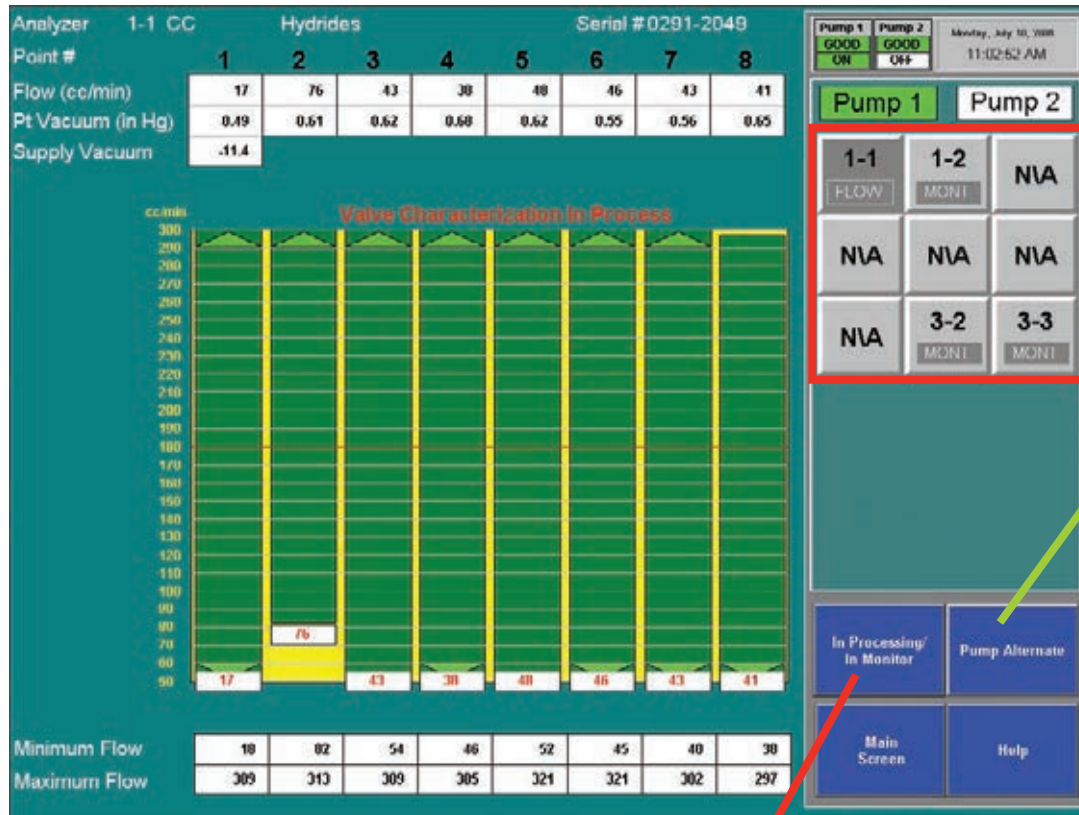 Analyzer 1-1 CC Hydrides Serial #0291-2049
Point # 1 2 3 4 5 6 7 8
Flow (cc/min) 17 76 43 38 48 46 43 41
Pt Vacuum (in Hg) 0.49 0.61 0.62 0.68 0.62 0.55 0.56 0.65
Supply Vacuum -11.4
cc/min
Valve Characterization In Process
300
290
280
270
260
250
240
230
220
210
200
190
180
170
160
150
140
130
120
110
100
90
80
70
60
50
76
17 43 38 48 46 43 41
Minimum Flow 18 82 54 46 52 45 40 38
Maximum Flow 309 313 309 305 321 321 302 297
Pump 1 Pump 2
GOOD GOOD
ON OFF
Monday, July 10,
11:02:52 AM
Pump 1 Pump 2
1-1 1-2 N\A
FLOW MONT
N\A N\A N\A
N\A 3-2 3-3
MONT MONT
In Processing/
In Monitor
Pump Alternate
Main
Screen
Help